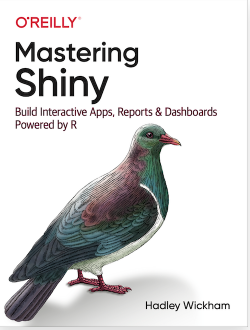 O'REILLY®
Mastering
Shiny
Build Interactive Apps, Reports & Dashboards
Powered by R
Hadley Wickham